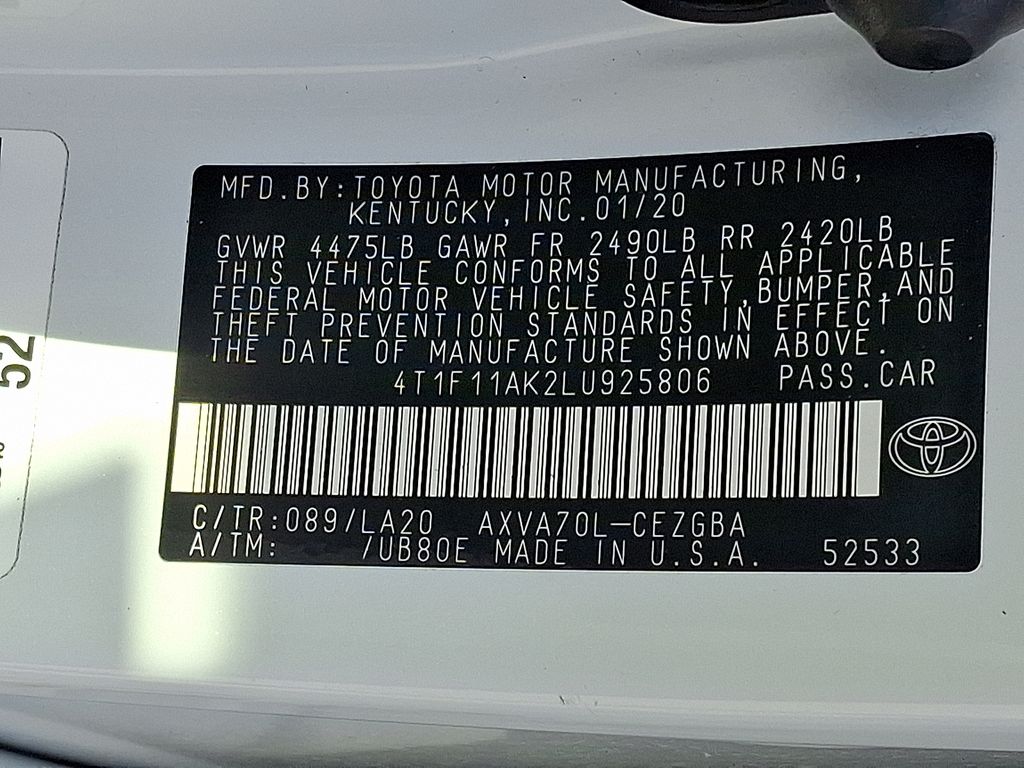 MFD.BY:TOYOTA MOTOR MANUFACTURING,
KENTUCKY,INC.01/20
GVWR 4475LB GAWR FR 2490LB RR 2420LB
THIS VEHICLE CONFORMS TO ALL APPLICABLE
FEDERAL MOTOR VEHICLE SAFETY,BUMPER,AND
THEFT PREVENTION STANDARDS IN EFFECT ON
THE DATE OF MANUFACTURE SHOWN ABOVE.
4T1F11AK2LU925806 PASS.CAR
C/TR:089/LA20 AXVA70L-CEZGBA
A/TM: /UB80E MADE IN U.S.A. 52533
52